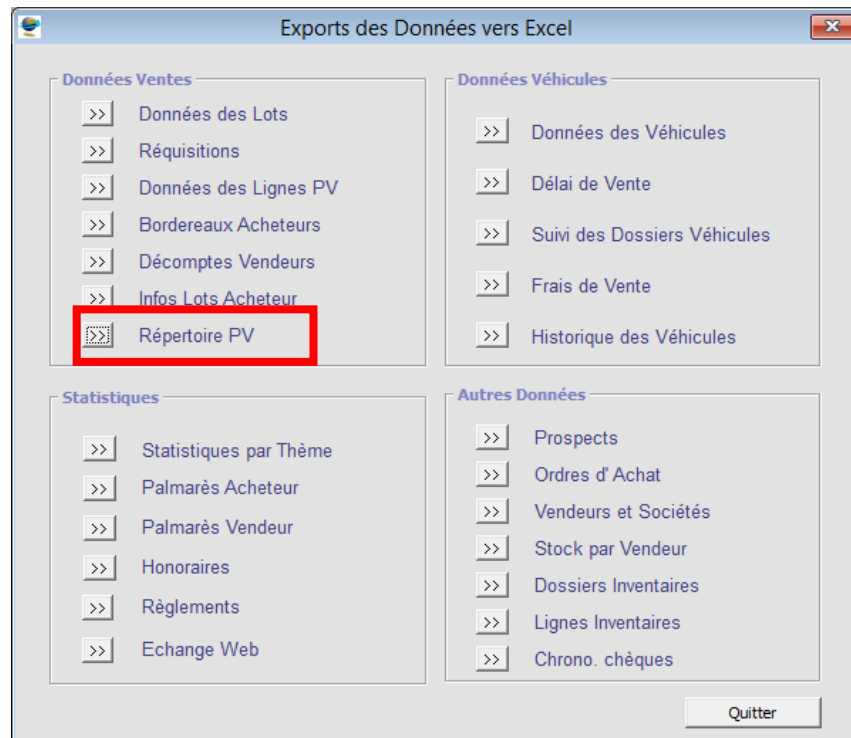 Exports des Données vers Excel
Données Ventes
>> Données des Lots
>> Réquisitions
>> Données des Lignes PV
>> Bordereaux Acheteurs
>> Décomptes Vendeurs
>> Infos Lots Acheteur
>> Répertoire PV
Données Véhicules
>> Données des Véhicules
>> Délai de Vente
>> Suivi des Dossiers Véhicules
>> Frais de Vente
>> Historique des Véhicules
Statistiques
>> Statistiques par Thème
>> Palmarès Acheteur
>> Palmarès Vendeur
>> Honoraires
>> Règlements
>> Echange Web
Autres Données
>> Prospects
>> Ordres d' Achat
>> Vendeurs et Sociétés
>> Stock par Vendeur
>> Dossiers Inventaires
>> Lignes Inventaires
>> Chrono. chèques
Quitter